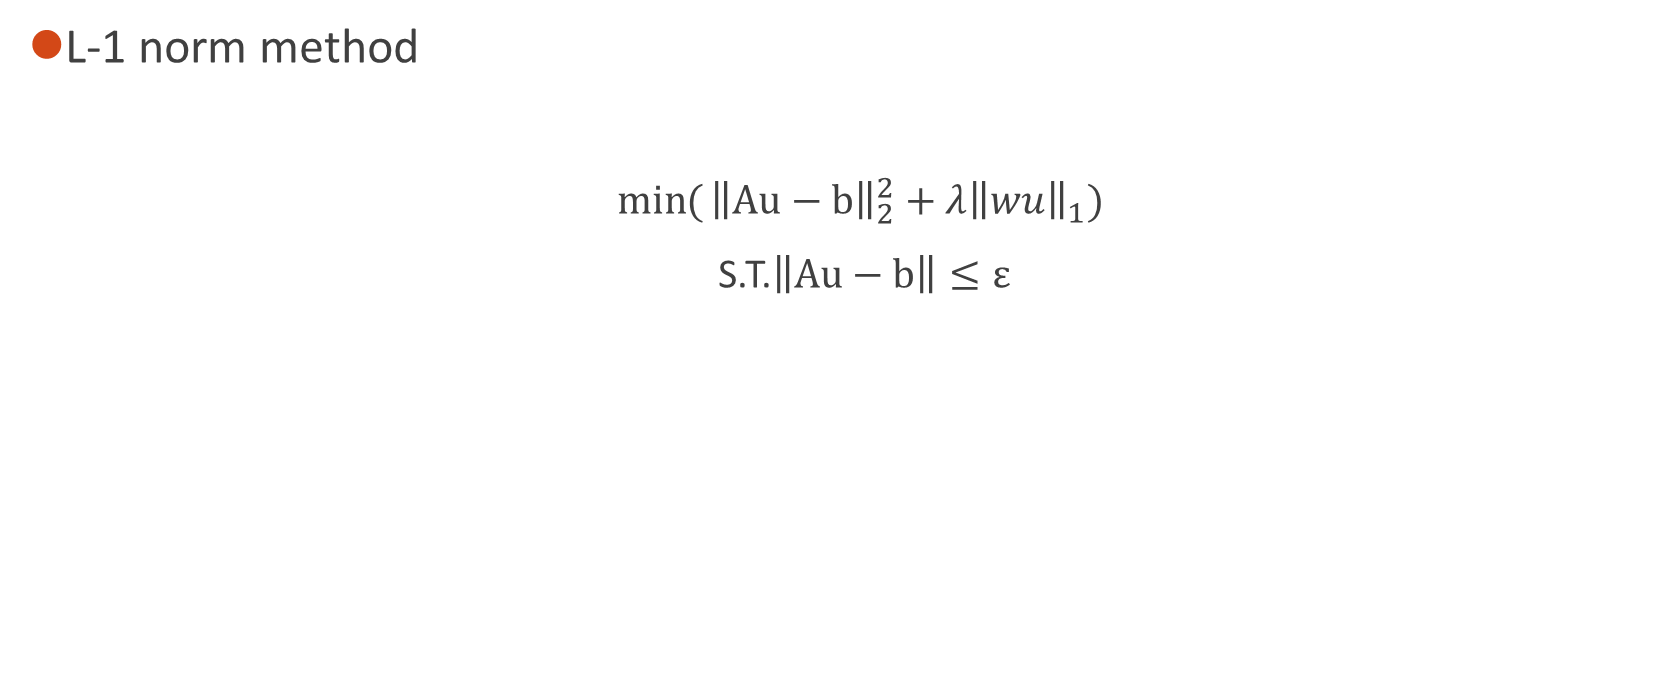 ●L-1 norm method
min( ‖Au − b‖₂² + λ‖wu‖₁)
S.T.‖Au − b‖ ≤ ε